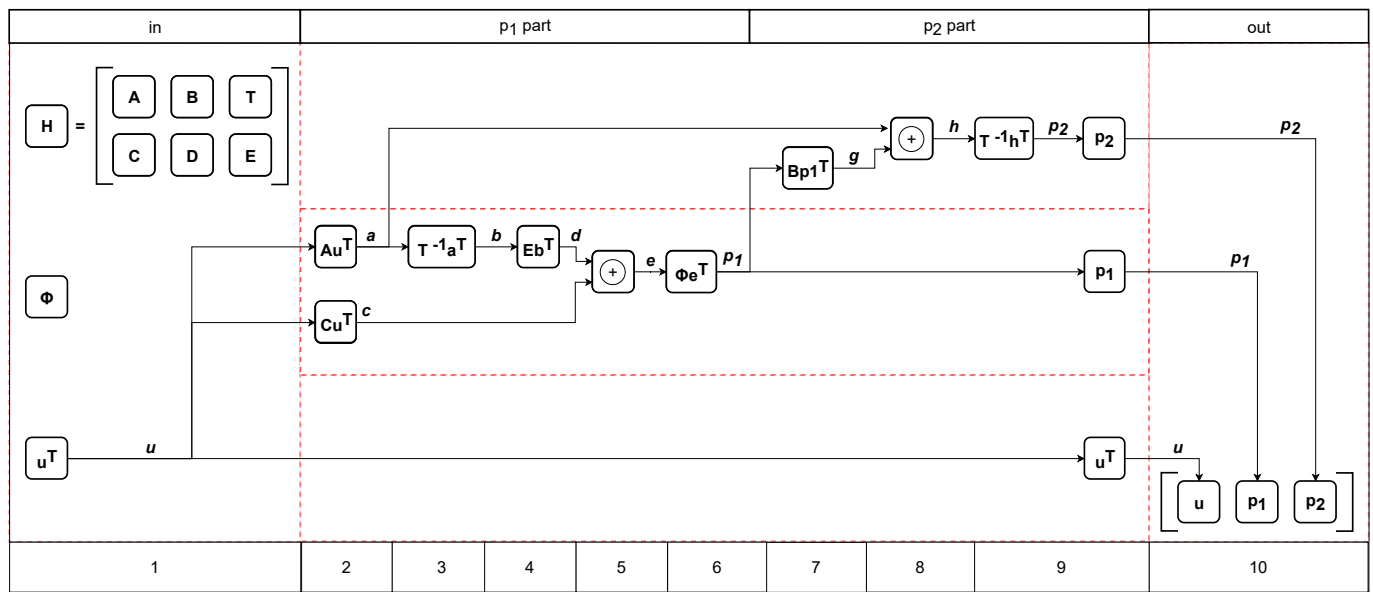 in p1 part p2 part out
H = A B T
C D E
Φ
uT
u
AuT a T -1aT b EbT d
CuT c
+ e Φe T p1
Bp1T g
+ h T -1hT p2 p2
p2
p1
p1
uT
u
u p1 p2
1 2 3 4 5 6 7 8 9 10